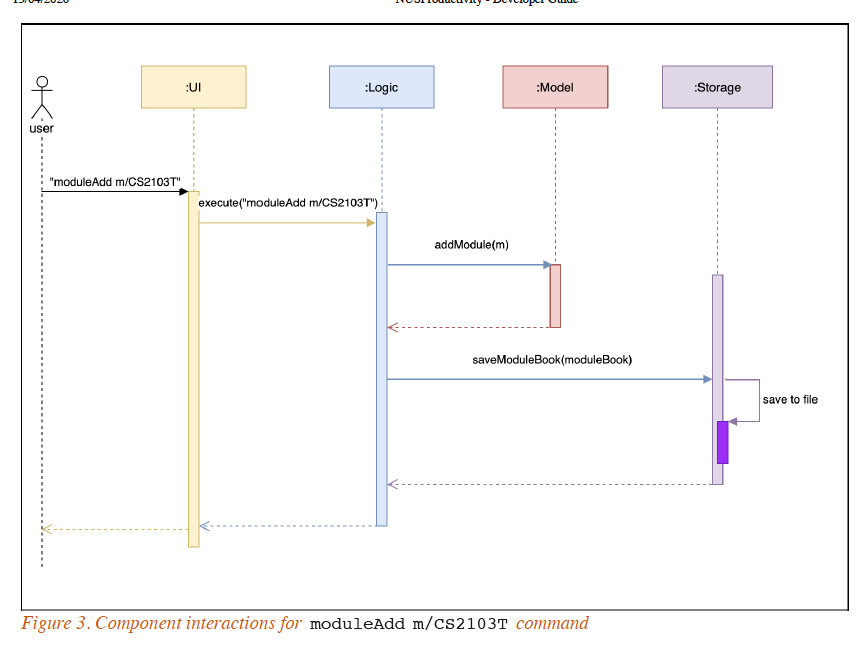 NUSProductivity - Developer Guide
:UI
:Logic
:Model
:Storage
user
"moduleAdd m/CS2103T"
execute("moduleAdd m/CS2103T")
addModule(m)
saveModuleBook(moduleBook)
save to file
Figure 3. Component interactions for moduleAdd m/CS2103T command